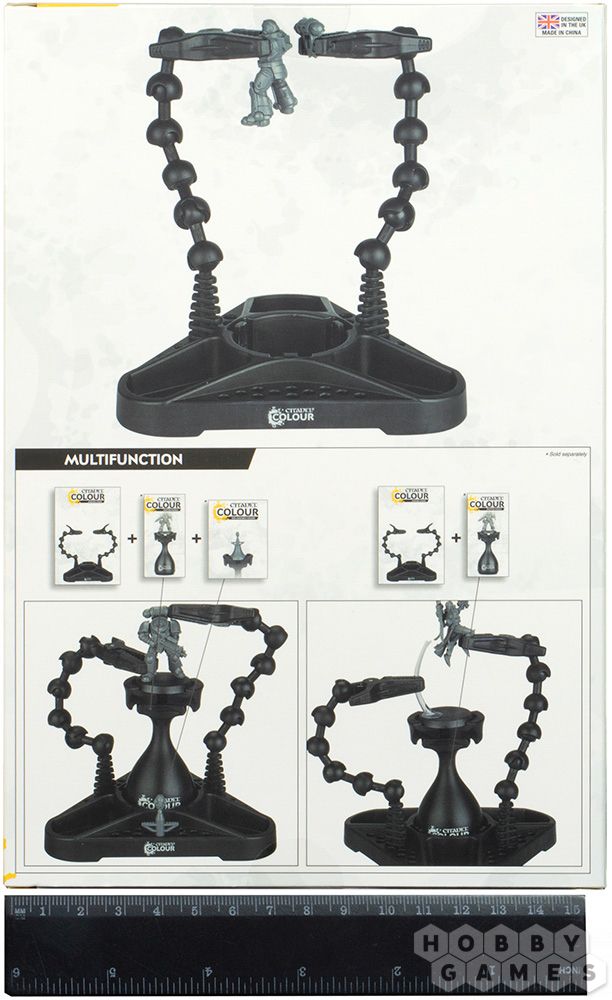 DESIGNED
IN THE UK
MADE IN CHINA
CITADEL
COLOUR
MULTIFUNCTION
* Sold separately
CITADEL
COLOUR
+
CITADEL
COLOUR
+
CITADEL
COLOUR
CITADEL
COLOUR
+
CITADEL
COLOUR
CITADEL
COLOUR
CITADEL
COLOUR
CITADEL
COLOUR
MM 1 2 3 4 5 6 7 8 9 10 11 12 13 14 15
6 5 4 3 2 1 INCH
HOBBY
GAMES